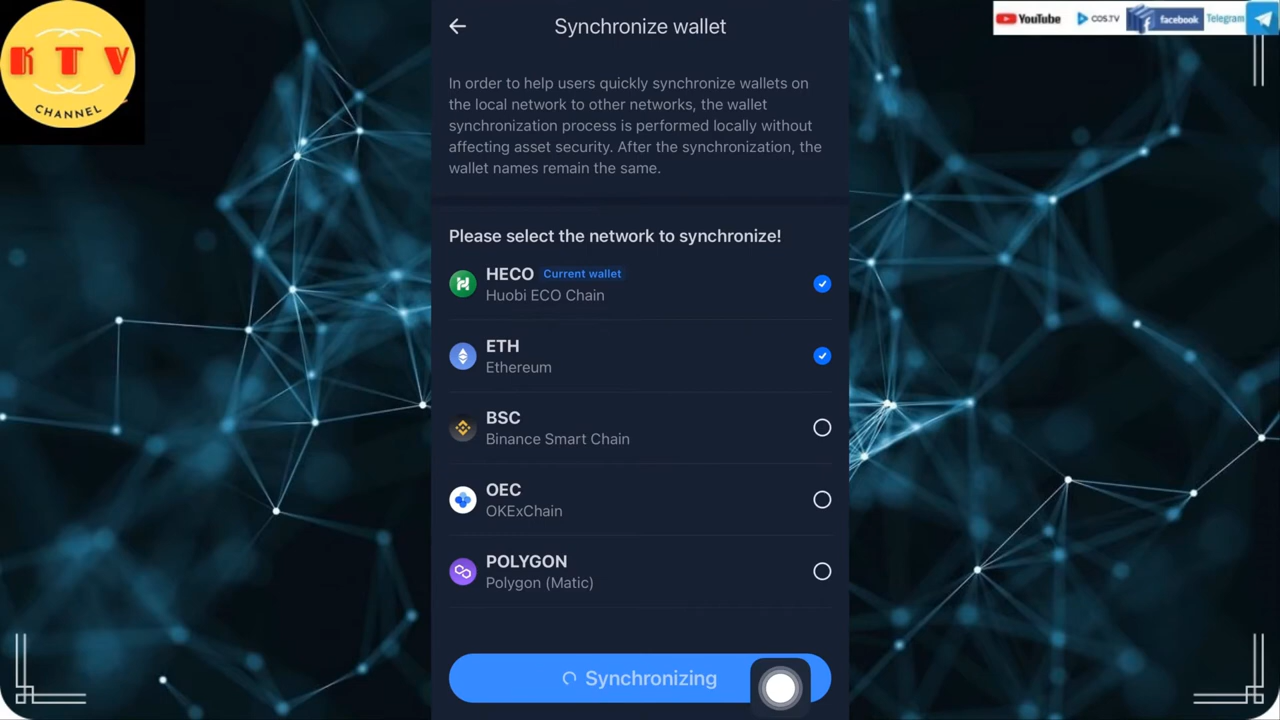 K T V
CHANNEL
YouTube
COS.TV
facebook
Telegram
Synchronize wallet
In order to help users quickly synchronize wallets on
the local network to other networks, the wallet
synchronization process is performed locally without
affecting asset security. After the synchronization, the
wallet names remain the same.
Please select the network to synchronize!
HECO Current wallet
Huobi ECO Chain
ETH
Ethereum
BSC
Binance Smart Chain
OEC
OKExChain
POLYGON
Polygon (Matic)
Synchronizing